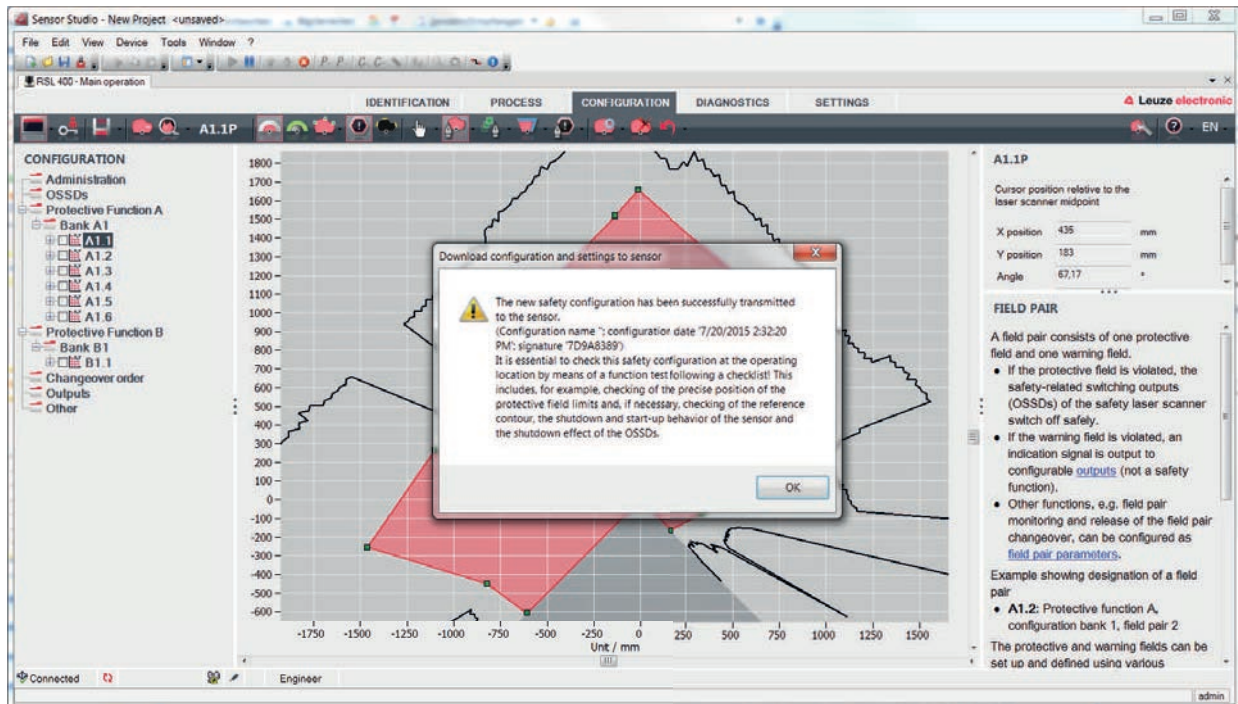 Sensor Studio - New Project <unsaved>
File Edit View Device Tools Window ?
RSL 400 - Main operation
IDENTIFICATION PROCESS CONFIGURATION DIAGNOSTICS SETTINGS
Leuze electronic
A1.1P
EN
CONFIGURATION
Administration
OSSDs
Protective Function A
Bank A1
A1.1
A1.2
A1.3
A1.4
A1.5
A1.6
Protective Function B
Bank B1
B1.1
Changeover order
Outputs
Other
1800
1700
1600
1500
1400
1300
1200
1100
1000
900
800
700
600
500
400
300
200
100
0
-100
-200
-300
-400
-500
-600
-1750 -1500 -1250 -1000 -750 -500 -250 0 250 500 750 1000 1250 1500
Unt / mm
Download configuration and settings to sensor
The new safety configuration has been successfully transmitted
to the sensor.
(Configuration name '': configuration date '7/20/2015 2:32:20
PM': signature '7D9A8389')
It is essential to check this safety configuration at the operating
location by means of a function test following a checklist! This
includes, for example, checking of the precise position of the
protective field limits and, if necessary, checking of the reference
contour, the shutdown and start-up behavior of the sensor and
the shutdown effect of the OSSDs.
OK
A1.1P
Cursor position reletive to the
laser scanner midpoint
X position 435 mm
Y position 183 mm
Angle 67,17 °
FIELD PAIR
A field pair consists of one protective
field and one warning field.
• If the protective field is violated, the
safety-related switching outputs
(OSSDs) of the safety laser scanner
switch off safely.
• If the warning field is violated, an
indication signal is output to
configurable outputs (not a safety
function).
• Other functions, e.g. field pair
monitoring and release of the field pair
changeover, can be configured as
field pair parameters.
Example showing designation of a field
pair
• A1.2: Protective function A,
configuration bank 1, field pair 2
The protective and warning fields can be
set up and defined using various
Connected
Engineer
admin